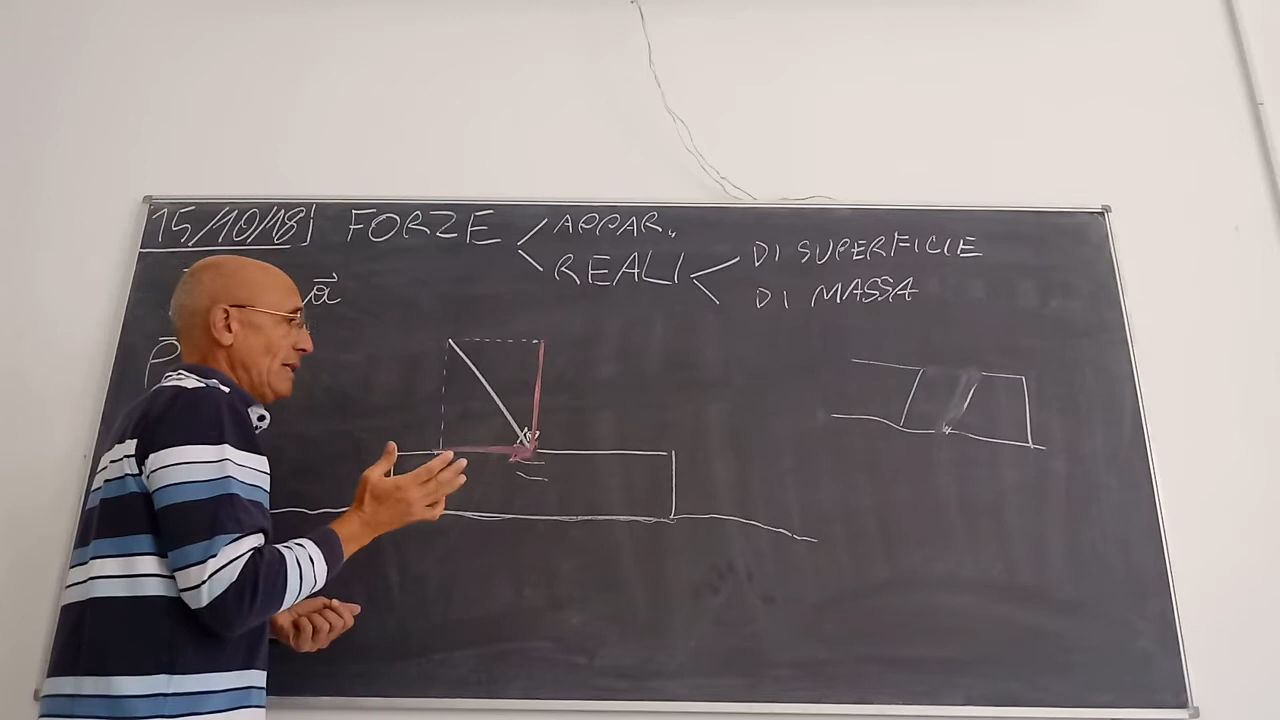 15/10/18 FORZE
APPAR.
REALI
DI SUPERFICIE
DI MASSA
a
P